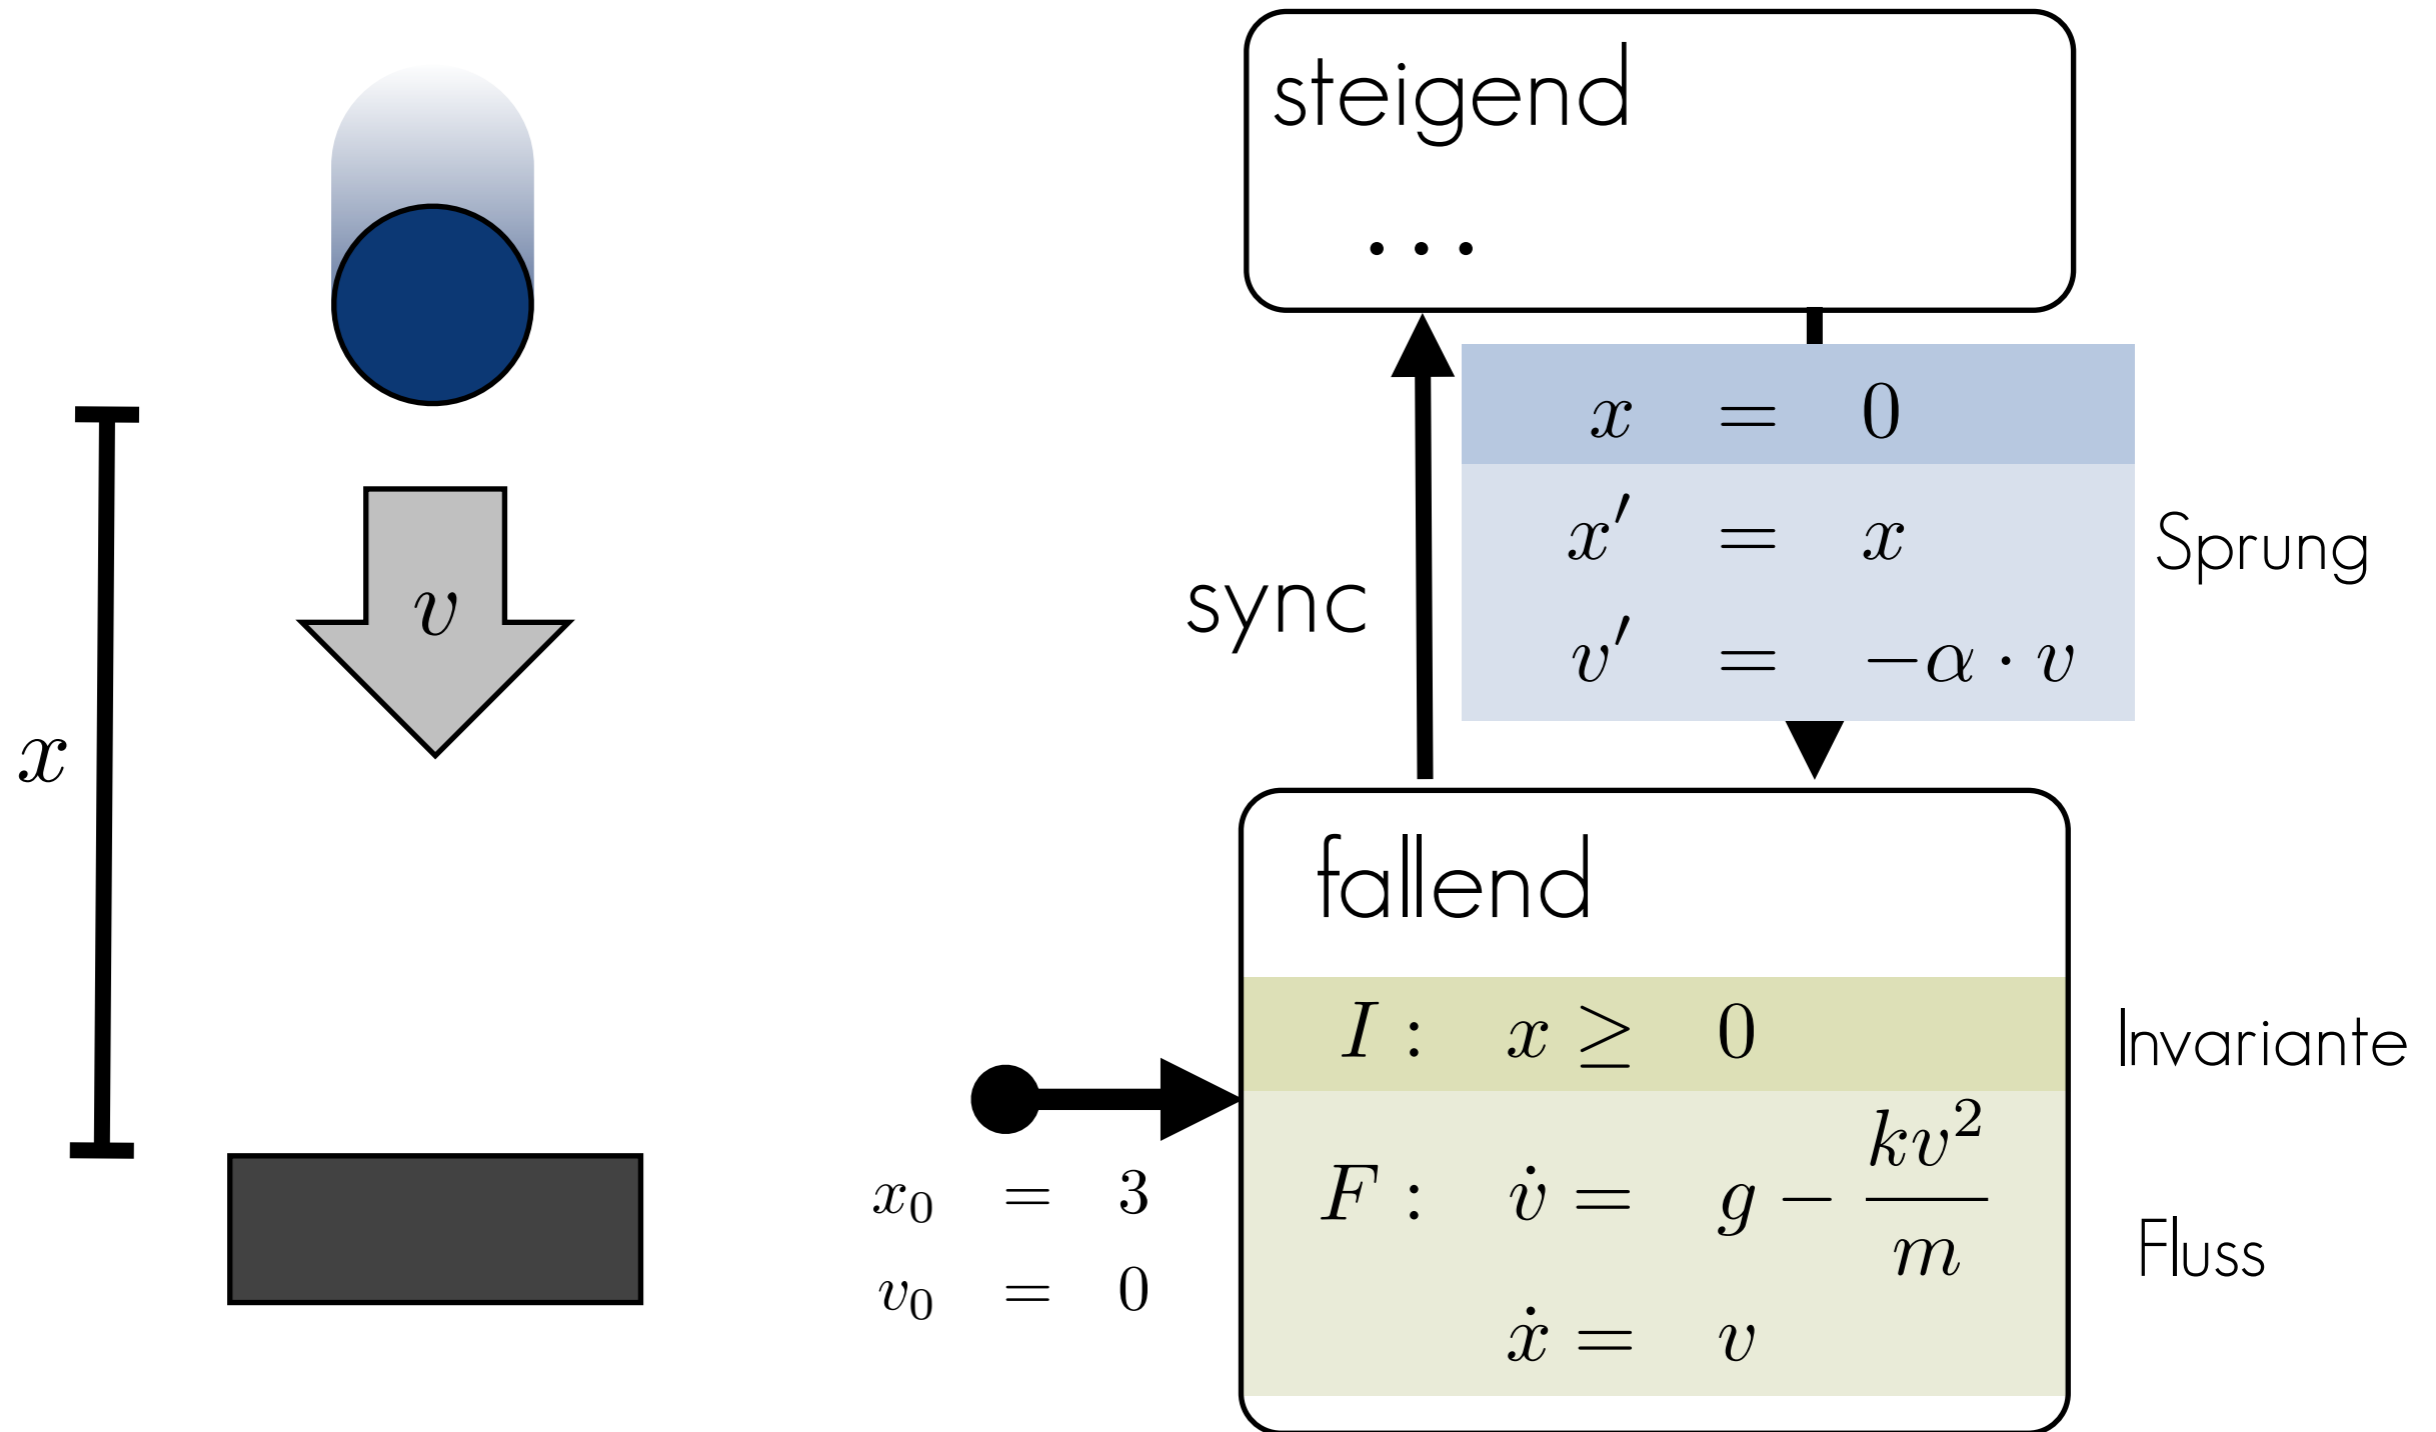 steigend
...
x = 0
x′ = x
v′ = −α · v
Sprung
sync
v
x
fallend
I : x ≥ 0
Invariante
F : v̇ = g − kv²/m
ẋ = v
Fluss
x₀ = 3
v₀ = 0